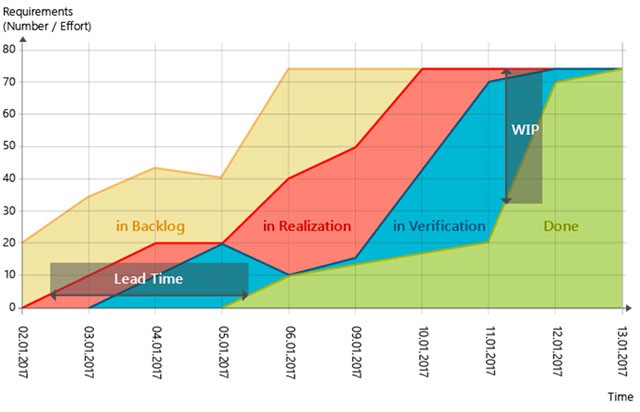 Requirements
(Number / Effort)
80
70
60
50
40
30
20
10
0
in Backlog
in Realization
in Verification
Done
WIP
Lead Time
02.01.2017
03.01.2017
04.01.2017
05.01.2017
06.01.2017
09.01.2017
10.01.2017
11.01.2017
12.01.2017
13.01.2017
Time